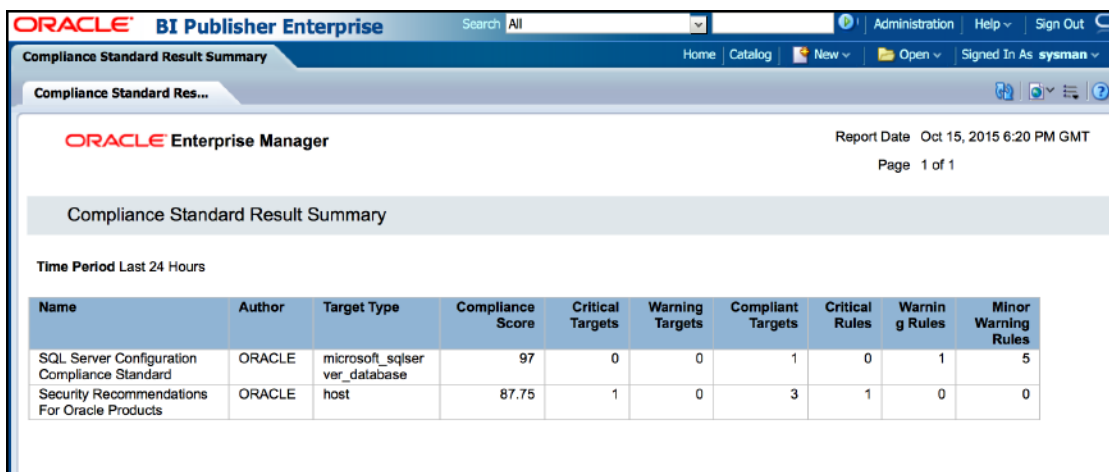 ORACLE BI Publisher Enterprise Search All Administration Help Sign Out
Compliance Standard Result Summary Home Catalog New Open Signed In As sysman
Compliance Standard Res...
ORACLE Enterprise Manager
Report Date Oct 15, 2015 6:20 PM GMT
Page 1 of 1
Compliance Standard Result Summary
Time Period Last 24 Hours
Name Author Target Type Compliance Score Critical Targets Warning Targets Compliant Targets Critical Rules Warnin g Rules Minor Warning Rules
SQL Server Configuration Compliance Standard ORACLE microsoft_sqlser ver_database 97 0 0 1 0 1 5
Security Recommendations For Oracle Products ORACLE host 87.75 1 0 3 1 0 0